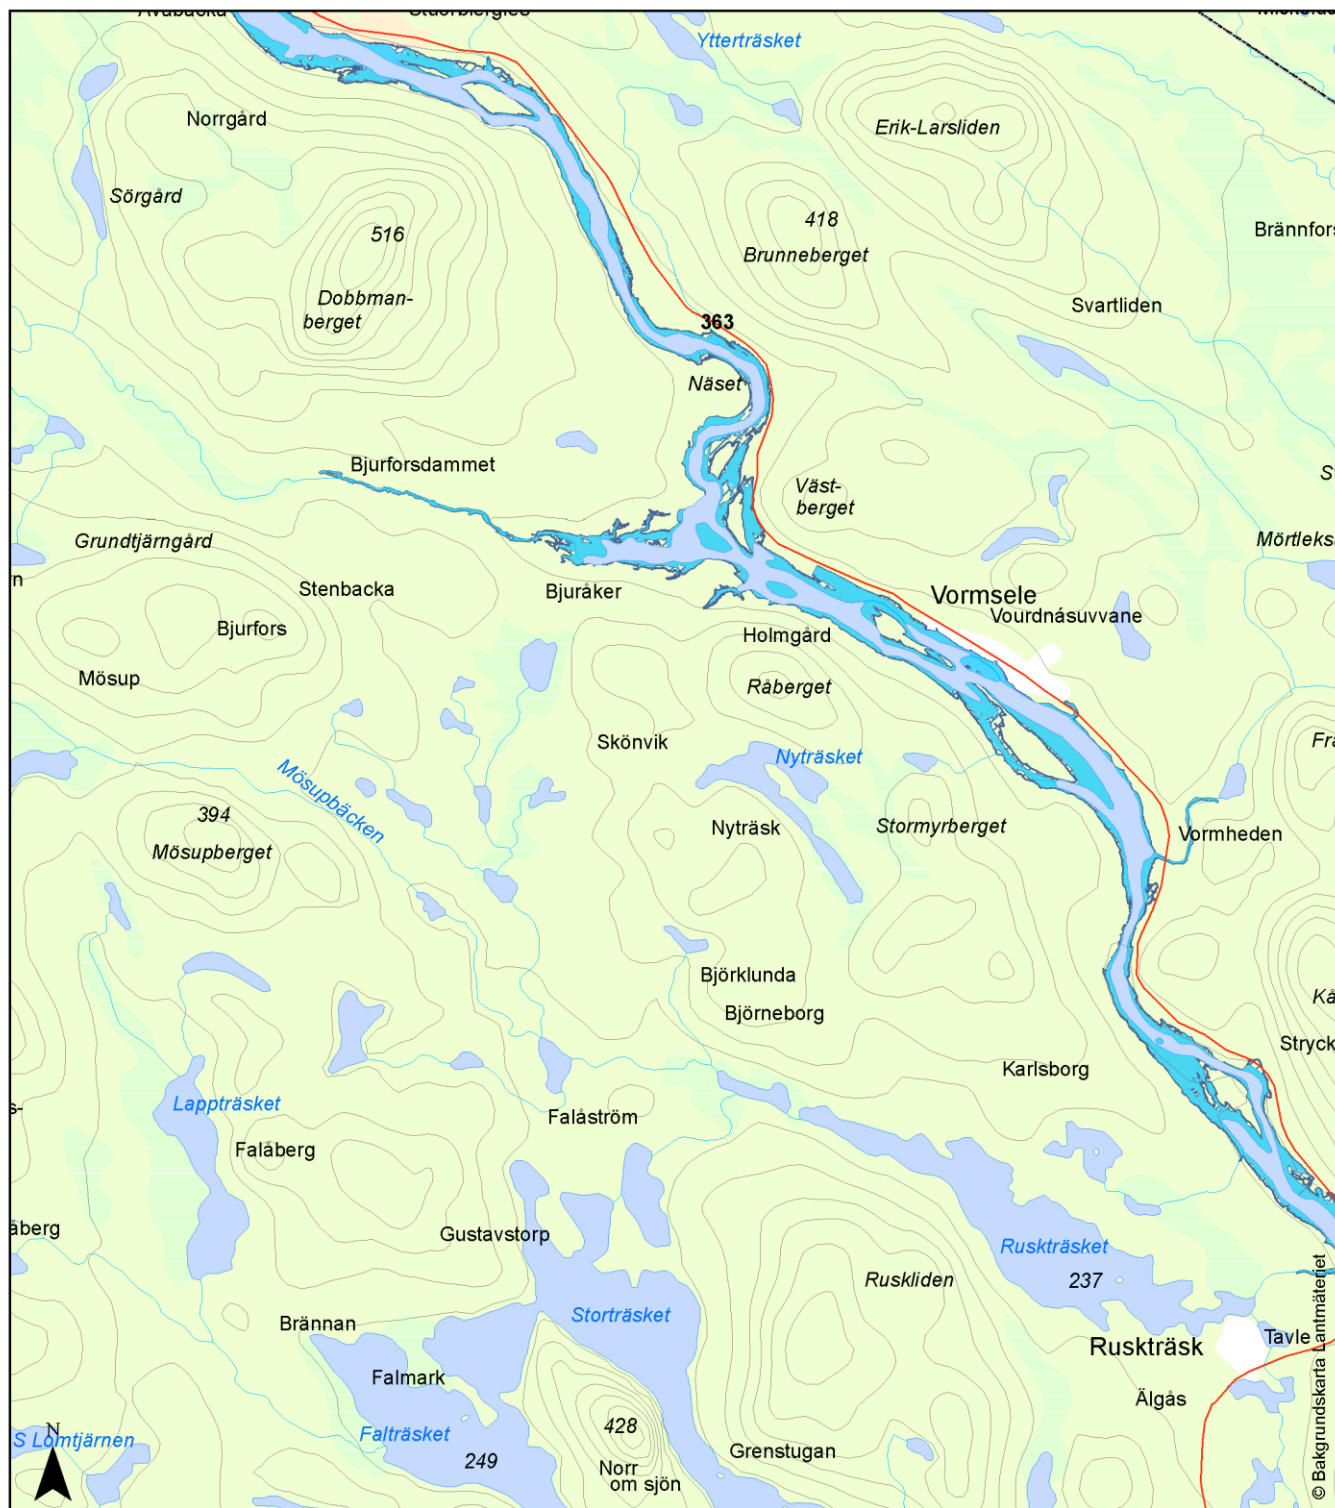 Ytterträsket
Norrgård
Erik-Larsliden
Sörgård
418
516
Brännfors
Brunneberget
Dobbman-
berget
Svartliden
363
Näset
Bjurforsdammet
Väst-
berget
Grundtjärngård
Stenbacka
Bjuråker
Vormsele
Vourdnásuvvane
Bjurfors
Holmgård
Mösup
Råberget
Skönvik
Nyträsket
Mösupbäcken
394
Mösupberget
Nyträsk
Stormyrberget
Vormheden
Björklunda
Björneborg
Stryck
Karlsborg
Lappträsket
Falåström
Falåberg
åberg
Gustavstorp
Ruskträsket
237
Ruskliden
Storträsket
Brännan
Ruskträsk
Tavle
Falmark
Älgås
428
Falträsket
249
Grenstugan
Norr
om sjön
S Lomtjärnen
N
© Bakgrundskarta Lantmäteriet